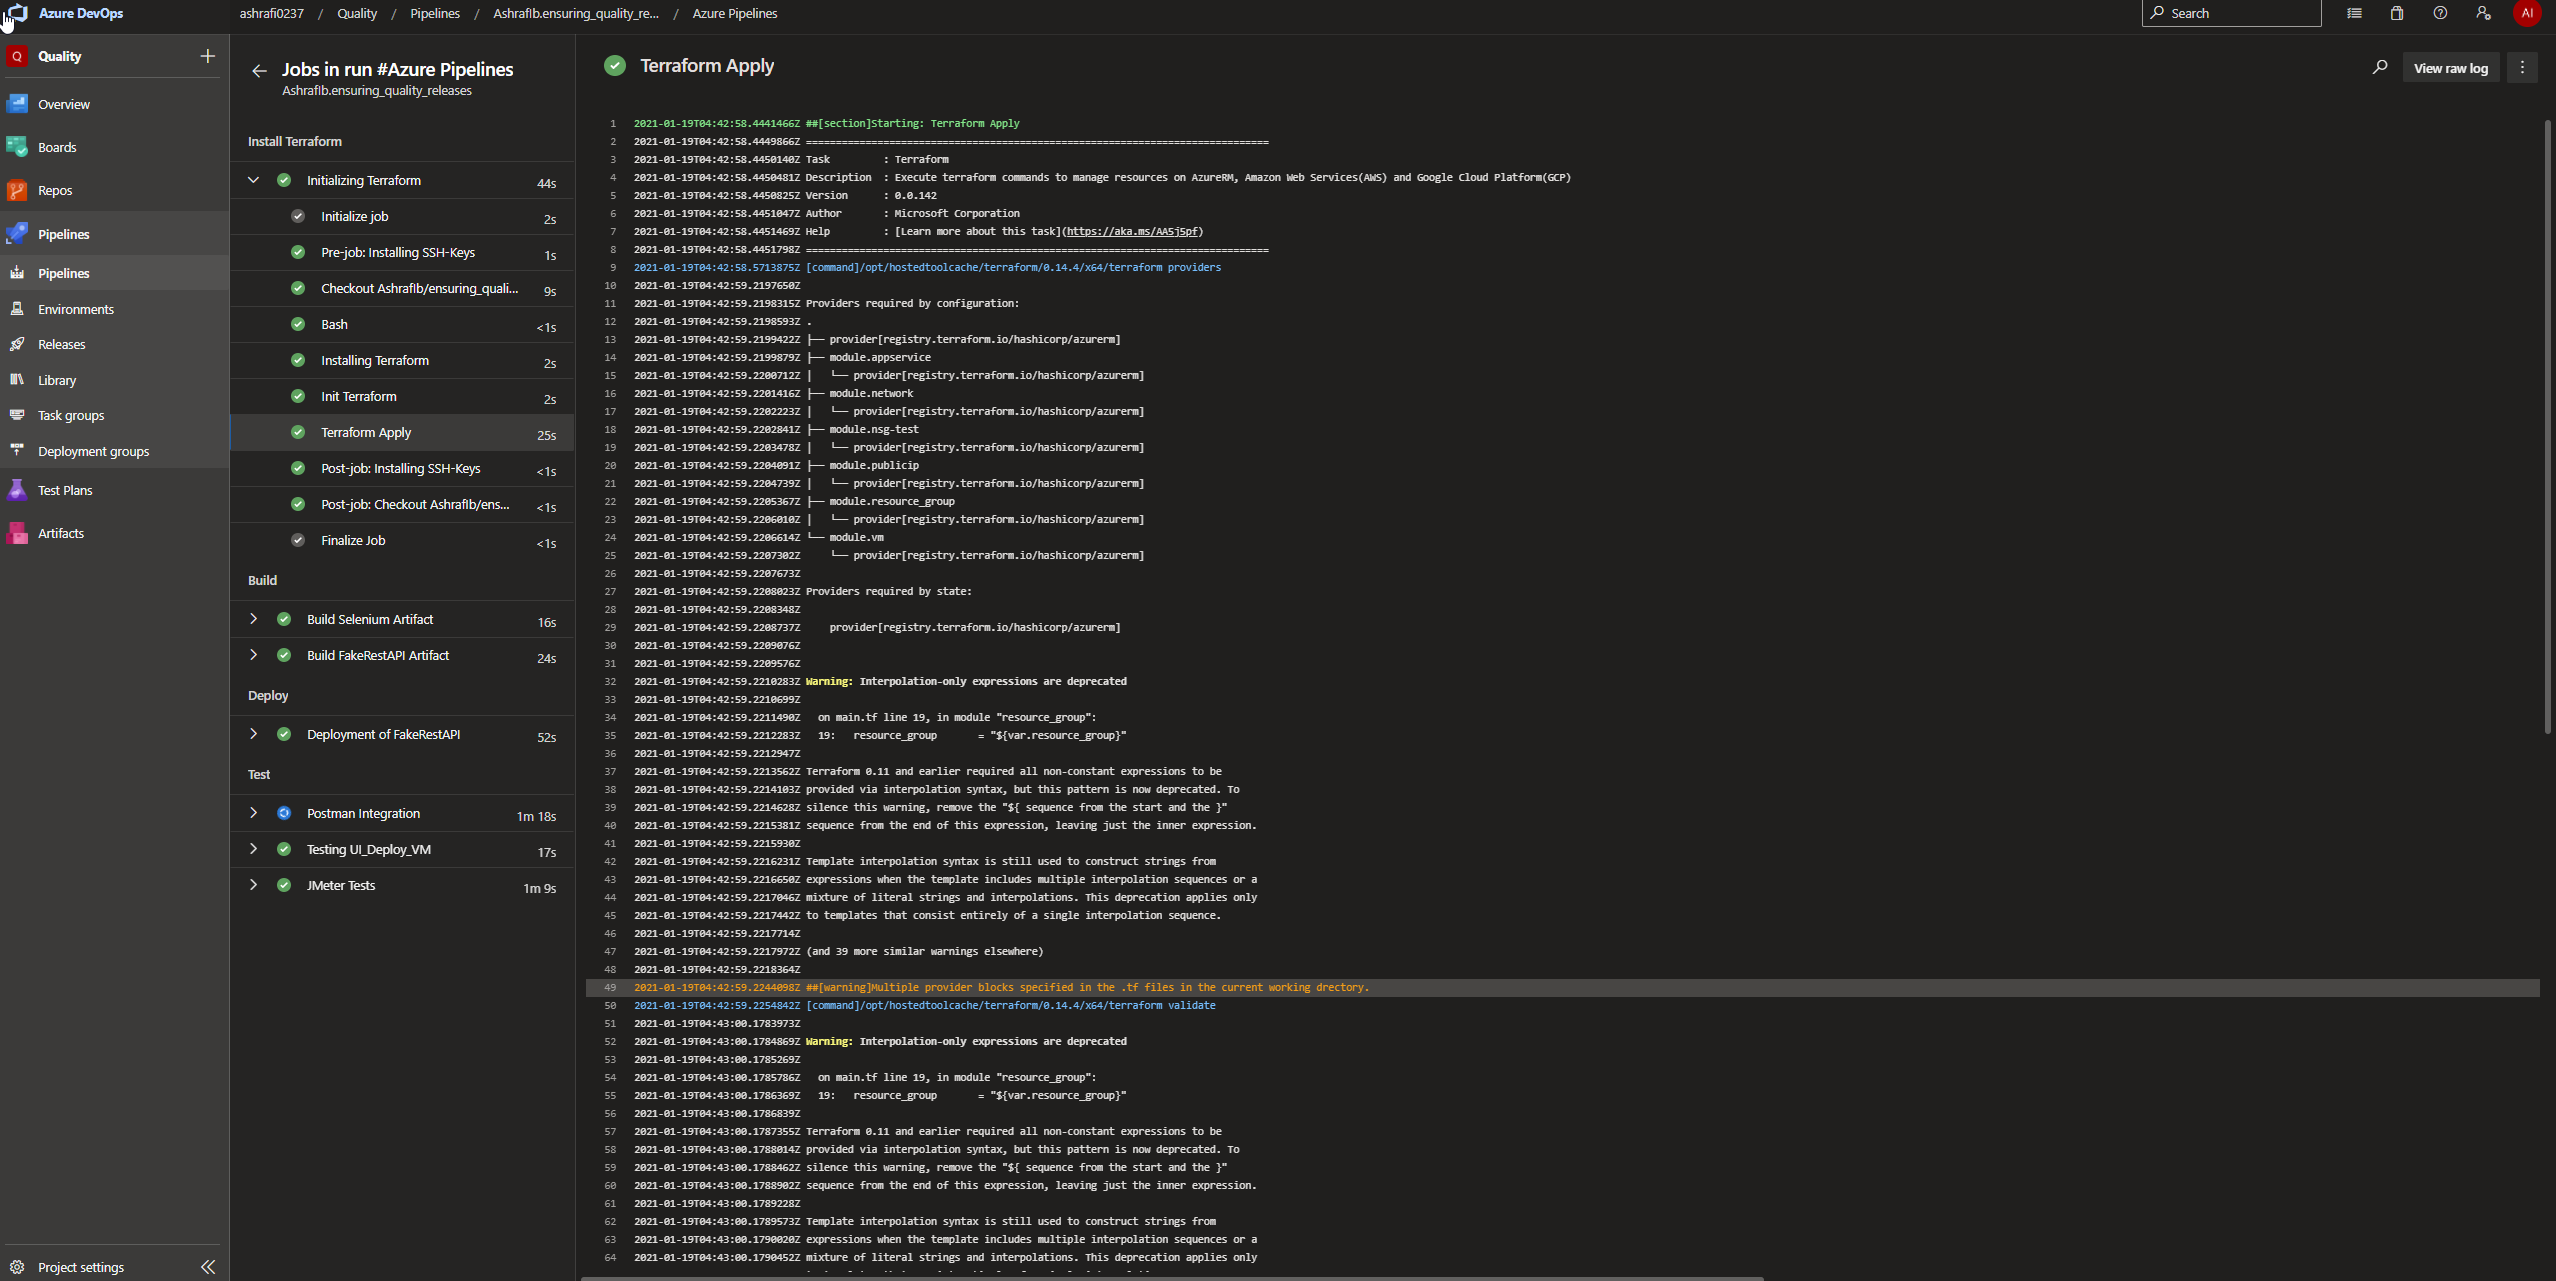 Azure DevOps
ashrafi0237 / Quality / Pipelines / AshrafIb.ensuring_quality_re... / Azure Pipelines
Search
AI
Q Quality
Overview
Boards
Repos
Pipelines
Pipelines
Environments
Releases
Library
Task groups
Deployment groups
Test Plans
Artifacts
Project settings
Jobs in run #Azure Pipelines
AshrafIb.ensuring_quality_releases
Install Terraform
Initializing Terraform 44s
Initialize job 2s
Pre-job: Installing SSH-Keys 1s
Checkout AshrafIb/ensuring_quali... 9s
Bash <1s
Installing Terraform 2s
Init Terraform 2s
Terraform Apply 25s
Post-job: Installing SSH-Keys <1s
Post-job: Checkout AshrafIb/ens... <1s
Finalize Job <1s
Build
Build Selenium Artifact 16s
Build FakeRestAPI Artifact 24s
Deploy
Deployment of FakeRestAPI 52s
Test
Postman Integration 1m 18s
Testing UI_Deploy_VM 17s
JMeter Tests 1m 9s
Terraform Apply
View raw log
1 2021-01-19T04:42:58.4441466Z ##[section]Starting: Terraform Apply
2 2021-01-19T04:42:58.4449866Z ==============================================================================
3 2021-01-19T04:42:58.4450140Z Task         : Terraform
4 2021-01-19T04:42:58.4450481Z Description  : Execute terraform commands to manage resources on AzureRM, Amazon Web Services(AWS) and Google Cloud Platform(GCP)
5 2021-01-19T04:42:58.4450825Z Version      : 0.0.142
6 2021-01-19T04:42:58.4451047Z Author       : Microsoft Corporation
7 2021-01-19T04:42:58.4451469Z Help         : [Learn more about this task](https://aka.ms/AA5j5pf)
8 2021-01-19T04:42:58.4451798Z ==============================================================================
9 2021-01-19T04:42:58.5713875Z [command]/opt/hostedtoolcache/terraform/0.14.4/x64/terraform providers
10 2021-01-19T04:42:59.2197650Z
11 2021-01-19T04:42:59.2198315Z Providers required by configuration:
12 2021-01-19T04:42:59.2198593Z .
13 2021-01-19T04:42:59.2199422Z ├── provider[registry.terraform.io/hashicorp/azurerm]
14 2021-01-19T04:42:59.2199879Z ├── module.appservice
15 2021-01-19T04:42:59.2200712Z │   └── provider[registry.terraform.io/hashicorp/azurerm]
16 2021-01-19T04:42:59.2201416Z ├── module.network
17 2021-01-19T04:42:59.2202223Z │   └── provider[registry.terraform.io/hashicorp/azurerm]
18 2021-01-19T04:42:59.2202841Z ├── module.nsg-test
19 2021-01-19T04:42:59.2203478Z │   └── provider[registry.terraform.io/hashicorp/azurerm]
20 2021-01-19T04:42:59.2204091Z ├── module.publicip
21 2021-01-19T04:42:59.2204739Z │   └── provider[registry.terraform.io/hashicorp/azurerm]
22 2021-01-19T04:42:59.2205367Z ├── module.resource_group
23 2021-01-19T04:42:59.2206010Z │   └── provider[registry.terraform.io/hashicorp/azurerm]
24 2021-01-19T04:42:59.2206614Z └── module.vm
25 2021-01-19T04:42:59.2207302Z     └── provider[registry.terraform.io/hashicorp/azurerm]
26 2021-01-19T04:42:59.2207673Z
27 2021-01-19T04:42:59.2208023Z Providers required by state:
28 2021-01-19T04:42:59.2208348Z
29 2021-01-19T04:42:59.2208737Z     provider[registry.terraform.io/hashicorp/azurerm]
30 2021-01-19T04:42:59.2209076Z
31 2021-01-19T04:42:59.2209576Z
32 2021-01-19T04:42:59.2210283Z Warning: Interpolation-only expressions are deprecated
33 2021-01-19T04:42:59.2210699Z
34 2021-01-19T04:42:59.2211490Z   on main.tf line 19, in module "resource_group":
35 2021-01-19T04:42:59.2212283Z   19:   resource_group       = "${var.resource_group}"
36 2021-01-19T04:42:59.2212947Z
37 2021-01-19T04:42:59.2213562Z Terraform 0.11 and earlier required all non-constant expressions to be
38 2021-01-19T04:42:59.2214103Z provided via interpolation syntax, but this pattern is now deprecated. To
39 2021-01-19T04:42:59.2214628Z silence this warning, remove the "${ sequence from the start and the }"
40 2021-01-19T04:42:59.2215381Z sequence from the end of this expression, leaving just the inner expression.
41 2021-01-19T04:42:59.2215930Z
42 2021-01-19T04:42:59.2216231Z Template interpolation syntax is still used to construct strings from
43 2021-01-19T04:42:59.2216650Z expressions when the template includes multiple interpolation sequences or a
44 2021-01-19T04:42:59.2217046Z mixture of literal strings and interpolations. This deprecation applies only
45 2021-01-19T04:42:59.2217442Z to templates that consist entirely of a single interpolation sequence.
46 2021-01-19T04:42:59.2217714Z
47 2021-01-19T04:42:59.2217972Z (and 39 more similar warnings elsewhere)
48 2021-01-19T04:42:59.2218364Z
49 2021-01-19T04:42:59.2244098Z ##[warning]Multiple provider blocks specified in the .tf files in the current working drectory.
50 2021-01-19T04:42:59.2254842Z [command]/opt/hostedtoolcache/terraform/0.14.4/x64/terraform validate
51 2021-01-19T04:43:00.1783973Z
52 2021-01-19T04:43:00.1784869Z Warning: Interpolation-only expressions are deprecated
53 2021-01-19T04:43:00.1785269Z
54 2021-01-19T04:43:00.1785786Z   on main.tf line 19, in module "resource_group":
55 2021-01-19T04:43:00.1786369Z   19:   resource_group       = "${var.resource_group}"
56 2021-01-19T04:43:00.1786839Z
57 2021-01-19T04:43:00.1787355Z Terraform 0.11 and earlier required all non-constant expressions to be
58 2021-01-19T04:43:00.1788014Z provided via interpolation syntax, but this pattern is now deprecated. To
59 2021-01-19T04:43:00.1788462Z silence this warning, remove the "${ sequence from the start and the }"
60 2021-01-19T04:43:00.1788902Z sequence from the end of this expression, leaving just the inner expression.
61 2021-01-19T04:43:00.1789228Z
62 2021-01-19T04:43:00.1789573Z Template interpolation syntax is still used to construct strings from
63 2021-01-19T04:43:00.1790020Z expressions when the template includes multiple interpolation sequences or a
64 2021-01-19T04:43:00.1790452Z mixture of literal strings and interpolations. This deprecation applies only